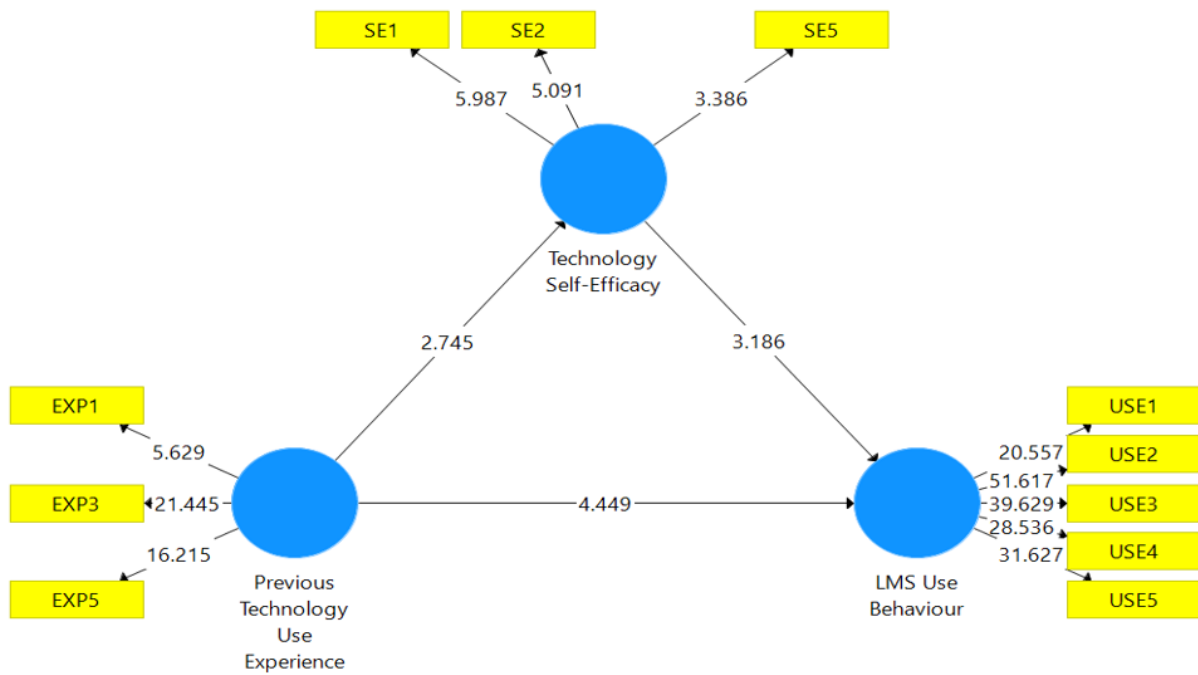 SE1
SE2
SE5
5.987
5.091
3.386
Technology
Self-Efficacy
2.745
3.186
EXP1
EXP3
EXP5
5.629
21.445
16.215
Previous
Technology
Use
Experience
4.449
LMS Use
Behaviour
20.557
51.617
39.629
28.536
31.627
USE1
USE2
USE3
USE4
USE5